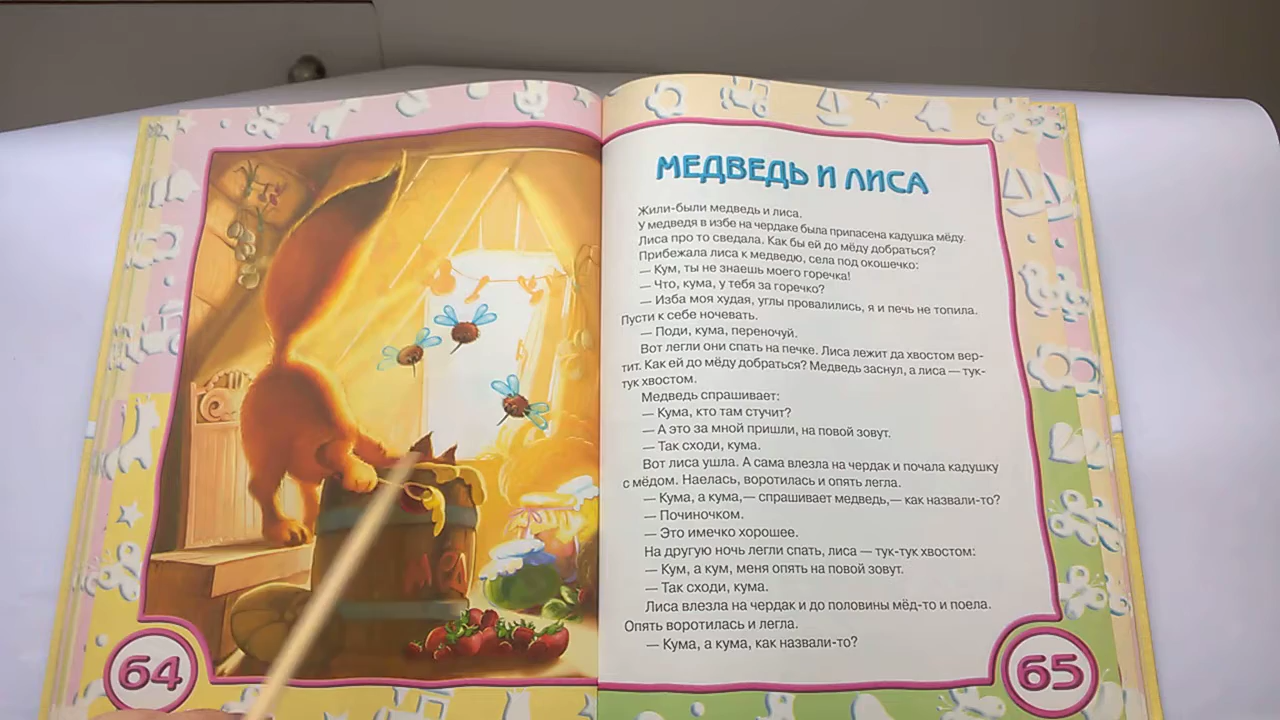 МЕДВЕДЬ И ЛИСА
Жили-были медведь и лиса.
У медведя в избе на чердаке была припасена кадушка мёду.
Лиса про то сведала. Как бы ей до мёду добраться?
Прибежала лиса к медведю, села под окошечко:
— Кум, ты не знаешь моего горечка!
— Что, кума, у тебя за горечко?
— Изба моя худая, углы провалились, я и печь не топила.
Пусти к себе ночевать.
— Поди, кума, переночуй.
Вот легли они спать на печке. Лиса лежит да хвостом вер-
тит. Как ей до мёду добраться? Медведь заснул, а лиса — тук-
тук хвостом.
Медведь спрашивает:
— Кума, кто там стучит?
— А это за мной пришли, на повой зовут.
— Так сходи, кума.
Вот лиса ушла. А сама влезла на чердак и почала кадушку
с мёдом. Наелась, воротилась и опять легла.
— Кума, а кума,— спрашивает медведь,— как назвали-то?
— Починочком.
— Это имечко хорошее.
На другую ночь легли спать, лиса — тук-тук хвостом:
— Кум, а кум, меня опять на повой зовут.
— Так сходи, кума.
Лиса влезла на чердак и до половины мёд-то и поела.
Опять воротилась и легла.
— Кума, а кума, как назвали-то?
МЁД
64
65